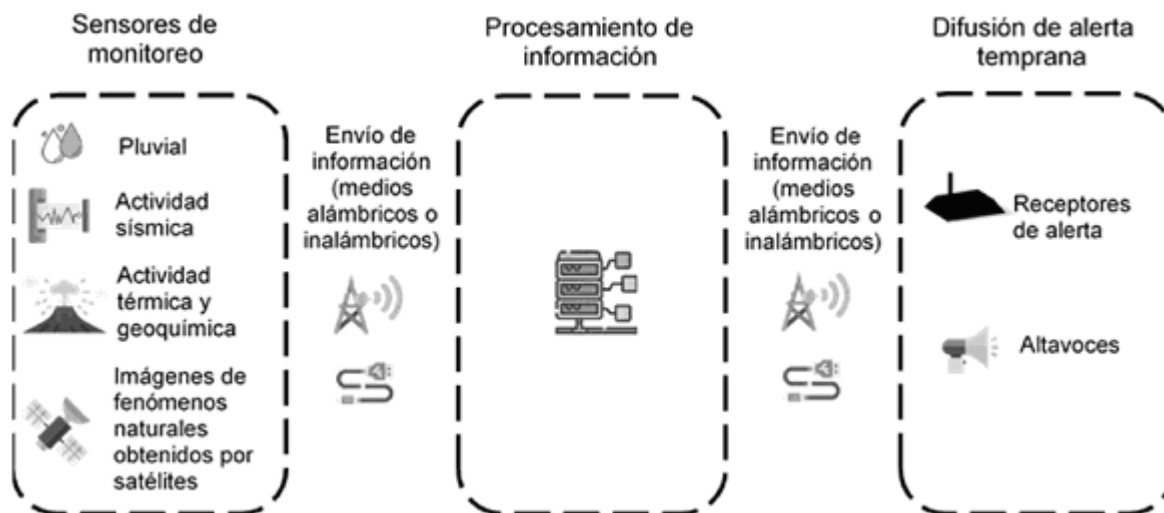 Sensores de
monitoreo
Pluvial
Actividad
sísmica
Actividad
térmica y
geoquímica
Imágenes de
fenómenos
naturales
obtenidos por
satélites
Envío de
información
(medios
alámbricos o
inalámbricos)
Procesamiento de
información
Envío de
información
(medios
alámbricos o
inalámbricos)
Difusión de alerta
temprana
Receptores
de alerta
Altavoces